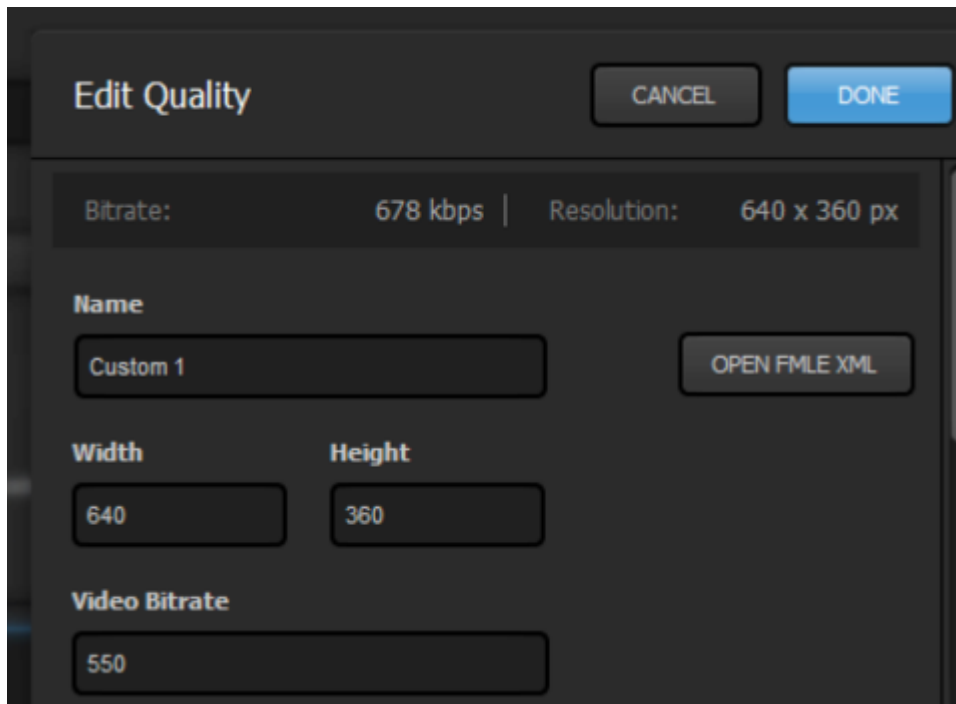 Edit Quality CANCEL DONE
Bitrate: 678 kbps | Resolution: 640 x 360 px
Name
Custom 1 OPEN FMLE XML
Width Height
640 360
Video Bitrate
550